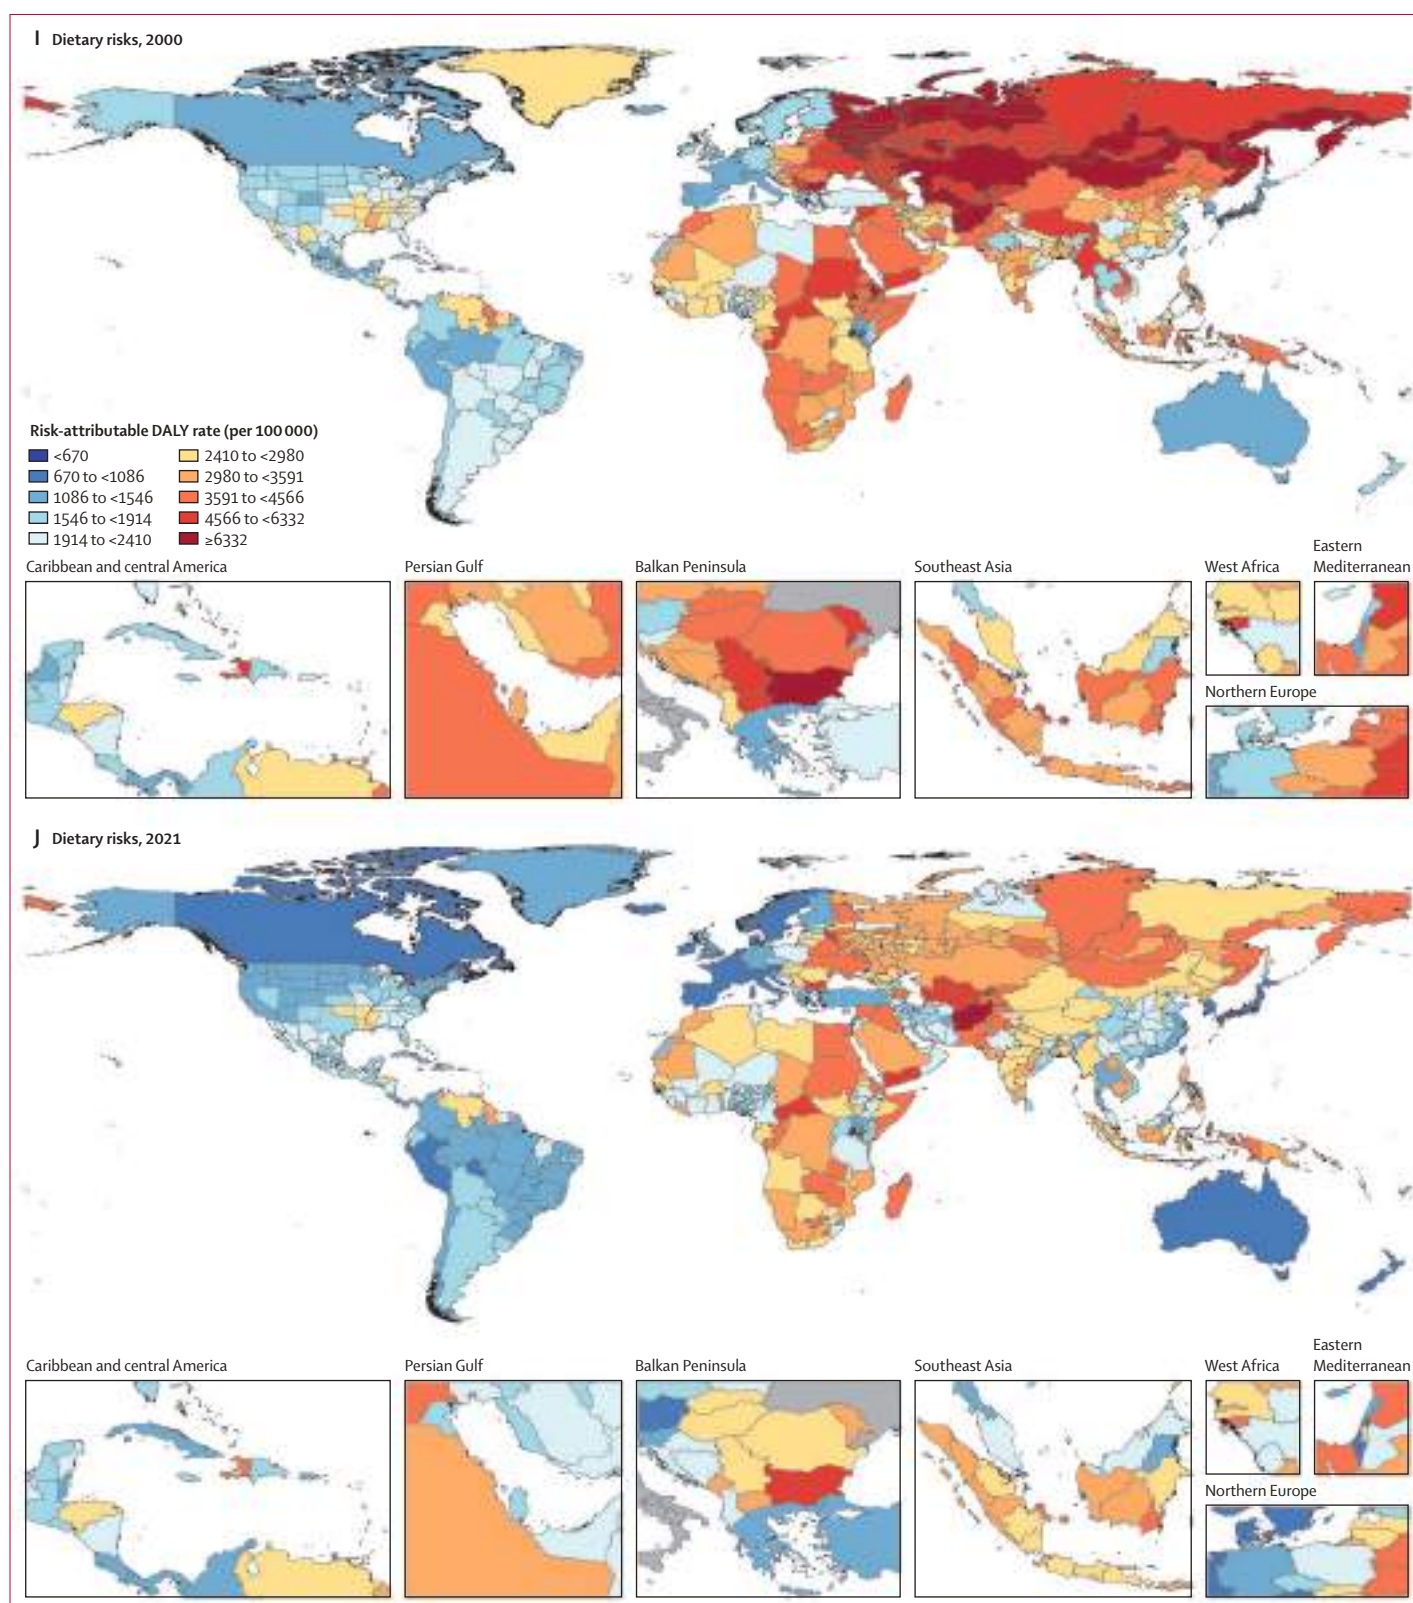 I Dietary risks, 2000
Risk-attributable DALY rate (per 100 000)
<670
670 to <1086
1086 to <1546
1546 to <1914
1914 to <2410
2410 to <2980
2980 to <3591
3591 to <4566
4566 to <6332
≥6332
Caribbean and central America
Persian Gulf
Balkan Peninsula
Southeast Asia
West Africa
Eastern
Mediterranean
Northern Europe
J Dietary risks, 2021
Caribbean and central America
Persian Gulf
Balkan Peninsula
Southeast Asia
West Africa
Eastern
Mediterranean
Northern Europe